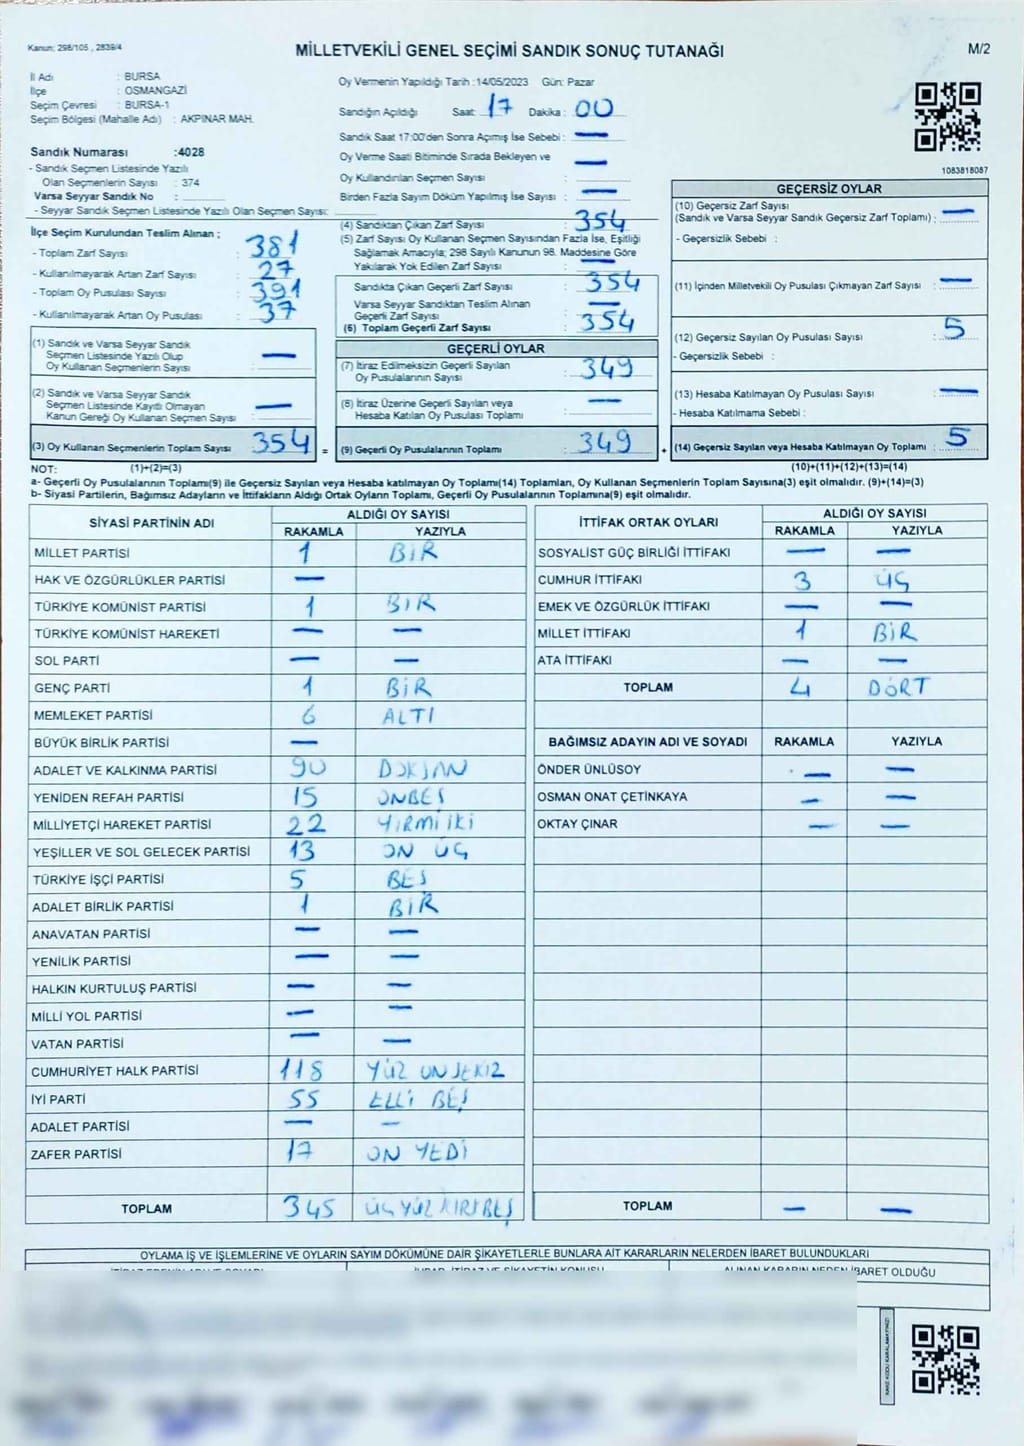 Kanun; 298/105 , 2839/4
MİLLETVEKİLİ GENEL SEÇİMİ SANDIK SONUÇ TUTANAĞI
M/2
İl Adı : BURSA
İlçe : OSMANGAZİ
Seçim Çevresi : BURSA-1
Seçim Bölgesi (Mahalle Adı) : AKPINAR MAH.
Sandık Numarası :4028
- Sandık Seçmen Listesinde Yazılı
Olan Seçmenlerin Sayısı : 374
Varsa Seyyar Sandık No :
- Seyyar Sandık Seçmen Listesinde Yazılı Olan Seçmen Sayısı:
İlçe Seçim Kurulundan Teslim Alınan ;
- Toplam Zarf Sayısı : 381
- Kullanılmayarak Artan Zarf Sayısı : 27
- Toplam Oy Pusulası Sayısı : 391
- Kullanılmayarak Artan Oy Pusulası : 37
(1) Sandık ve Varsa Seyyar Sandık
Seçmen Listesinde Yazılı Olup
Oy Kullanan Seçmenlerin Sayısı : —
(2) Sandık ve Varsa Seyyar Sandık
Seçmen Listesinde Kayıtlı Olmayan
Kanun Gereği Oy Kullanan Seçmen Sayısı : —
(3) Oy Kullanan Seçmenlerin Toplam Sayısı : 354 =
Oy Vermenin Yapıldığı Tarih :14/05/2023 Gün: Pazar
Sandığın Açıldığı Saat: 17 Dakika : 00
Sandık Saat 17:00'den Sonra Açımış İse Sebebi : —
Oy Verme Saati Bitiminde Sırada Bekleyen ve
Oy Kullandırılan Seçmen Sayısı : —
Birden Fazla Sayım Döküm Yapılmış İse Sayısı : —
(4) Sandıktan Çıkan Zarf Sayısı : 354
(5) Zarf Sayısı Oy Kullanan Seçmen Sayısından Fazla İse, Eşitliği
Sağlamak Amacıyla; 298 Sayılı Kanunun 98. Maddesine Göre
Yakılarak Yok Edilen Zarf Sayısı : —
Sandıkta Çıkan Geçerli Zarf Sayısı : 354
Varsa Seyyar Sandıktan Teslim Alınan
Geçerli Zarf Sayısı : —
(6) Toplam Geçerli Zarf Sayısı : 354
GEÇERLİ OYLAR
(7) İtiraz Edilmeksizin Geçerli Sayılan
Oy Pusulalarının Sayısı : 349
(8) İtiraz Üzerine Geçerli Sayılan veya
Hesaba Katılan Oy Pusulası Toplamı : —
(9) Geçerli Oy Pusulalarının Toplamı : 349 +
1083818087
GEÇERSİZ OYLAR
(10) Geçersiz Zarf Sayısı
(Sandık ve Varsa Seyyar Sandık Geçersiz Zarf Toplamı) : —
- Geçersizlik Sebebi :
(11) İçinden Milletvekili Oy Pusulası Çıkmayan Zarf Sayısı : —
(12) Geçersiz Sayılan Oy Pusulası Sayısı : 5
- Geçersizlik Sebebi :
(13) Hesaba Katılmayan Oy Pusulası Sayısı : —
- Hesaba Katılmama Sebebi :
(14) Geçersiz Sayılan veya Hesaba Katılmayan Oy Toplamı : 5
NOT: (1)+(2)=(3) (10)+(11)+(12)+(13)=(14)
a- Geçerli Oy Pusulalarının Toplamı(9) ile Geçersiz Sayılan veya Hesaba katılmayan Oy Toplamı(14) Toplamları, Oy Kullanan Seçmenlerin Toplam Sayısına(3) eşit olmalıdır. (9)+(14)=(3)
b- Siyasi Partilerin, Bağımsız Adayların ve İttifakların Aldığı Ortak Oyların Toplamı, Geçerli Oy Pusulalarının Toplamına(9) eşit olmalıdır.
SİYASİ PARTİNİN ADI ALDIĞI OY SAYISI
RAKAMLA YAZIYLA
MİLLET PARTİSİ 1 BİR
HAK VE ÖZGÜRLÜKLER PARTİSİ —
TÜRKİYE KOMÜNİST PARTİSİ 1 BİR
TÜRKİYE KOMÜNİST HAREKETİ — —
SOL PARTİ — —
GENÇ PARTİ 1 BİR
MEMLEKET PARTİSİ 6 ALTI
BÜYÜK BİRLİK PARTİSİ —
ADALET VE KALKINMA PARTİSİ 90 DOKSAN
YENİDEN REFAH PARTİSİ 15 ONBEŞ
MİLLİYETÇİ HAREKET PARTİSİ 22 YİRMİ İKİ
YEŞİLLER VE SOL GELECEK PARTİSİ 13 ON ÜÇ
TÜRKİYE İŞÇİ PARTİSİ 5 BEŞ
ADALET BİRLİK PARTİSİ 1 BİR
ANAVATAN PARTİSİ — —
YENİLİK PARTİSİ — —
HALKIN KURTULUŞ PARTİSİ — —
MİLLİ YOL PARTİSİ — —
VATAN PARTİSİ — —
CUMHURİYET HALK PARTİSİ 118 YÜZ ONSEKİZ
İYİ PARTİ 55 ELLİ BEŞ
ADALET PARTİSİ — —
ZAFER PARTİSİ 17 ON YEDİ
TOPLAM 345 ÜÇ YÜZ KIRKBEŞ
İTTİFAK ORTAK OYLARI ALDIĞI OY SAYISI
RAKAMLA YAZIYLA
SOSYALİST GÜÇ BİRLİĞİ İTTİFAKI — —
CUMHUR İTTİFAKI 3 ÜÇ
EMEK VE ÖZGÜRLÜK İTTİFAKI — —
MİLLET İTTİFAKI 1 BİR
ATA İTTİFAKI — —
TOPLAM 4 DÖRT
BAĞIMSIZ ADAYIN ADI VE SOYADI RAKAMLA YAZIYLA
ÖNDER ÜNLÜSOY — —
OSMAN ONAT ÇETİNKAYA — —
OKTAY ÇINAR — —
TOPLAM — —
OYLAMA İŞ VE İŞLEMLERİNE VE OYLARIN SAYIM DÖKÜMÜNE DAİR ŞİKAYETLERLE BUNLARA AİT KARARLARIN NELERDEN İBARET BULUNDUKLARI
ALINAN KARARIN NEDEN İBARET OLDUĞU